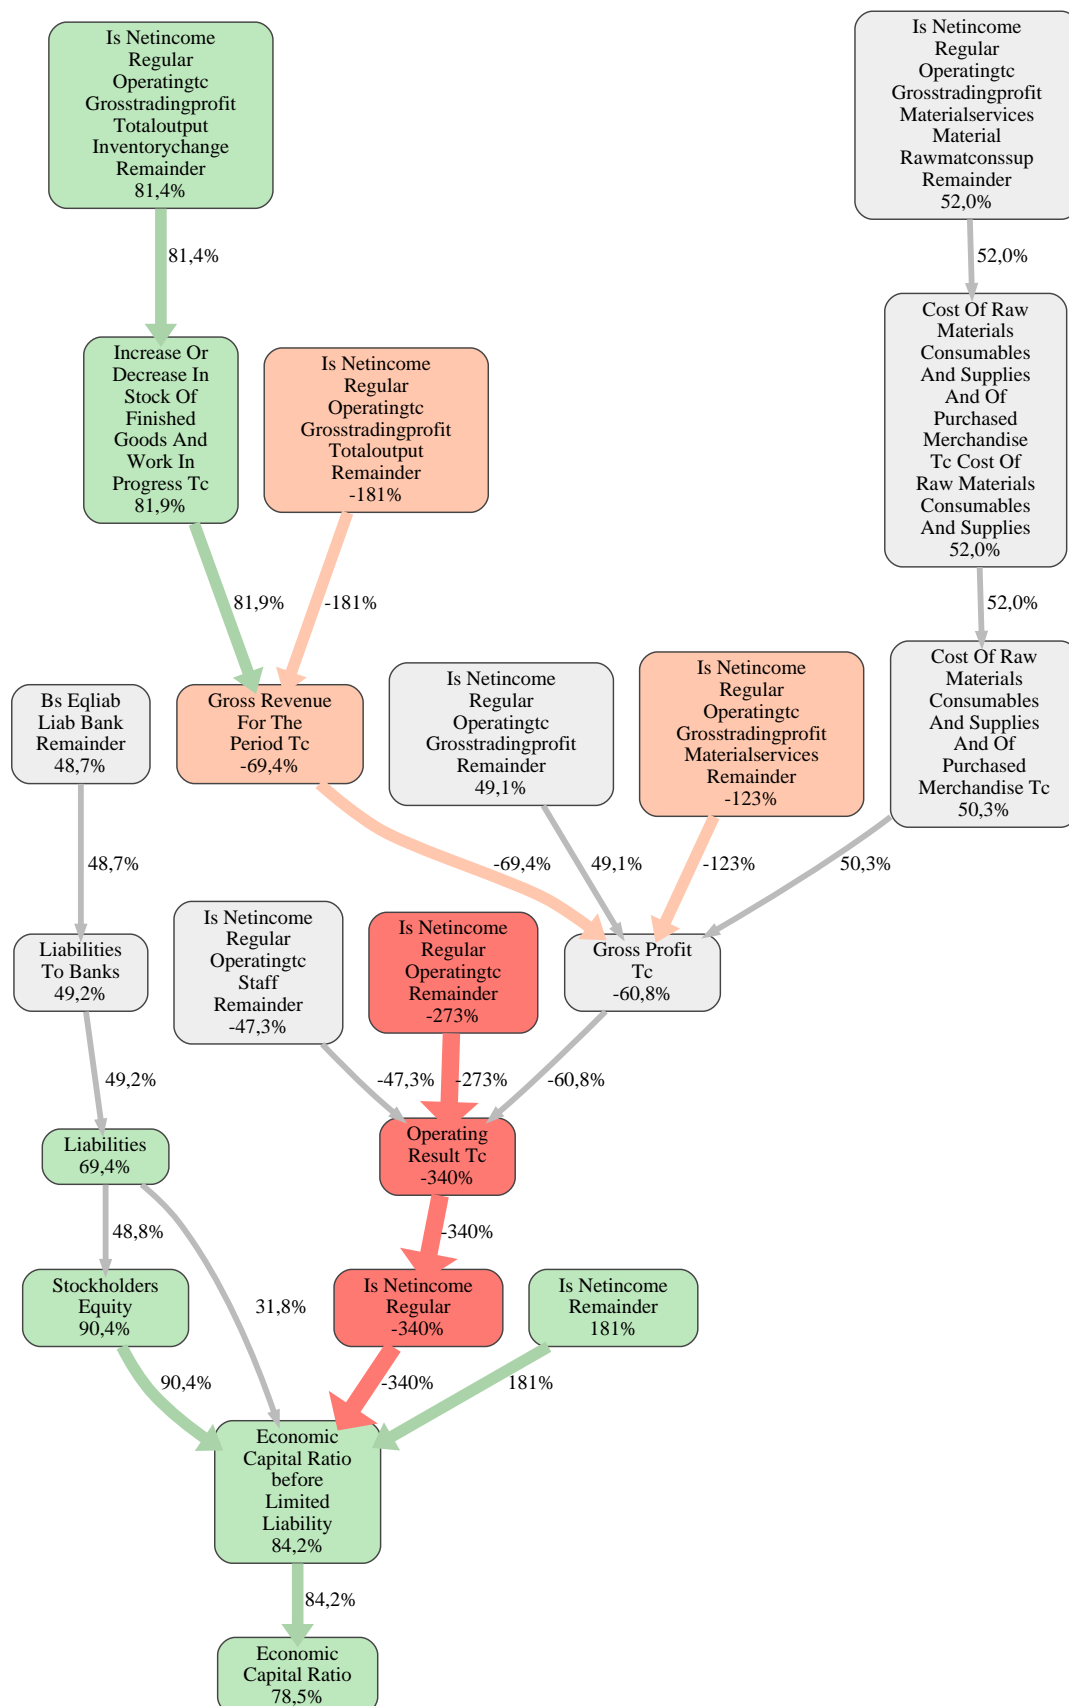 Is Netincome
Regular
Operatingtc
Grosstradingprofit
Totaloutput
Inventorychange
Remainder
81,4%
Is Netincome
Regular
Operatingtc
Grosstradingprofit
Materialservices
Material
Rawmatconssup
Remainder
52,0%
81,4%
52,0%
Increase Or
Decrease In
Stock Of
Finished
Goods And
Work In
Progress Tc
81,9%
Is Netincome
Regular
Operatingtc
Grosstradingprofit
Totaloutput
Remainder
-181%
Cost Of Raw
Materials
Consumables
And Supplies
And Of
Purchased
Merchandise
Tc Cost Of
Raw Materials
Consumables
And Supplies
52,0%
81,9%
-181%
52,0%
Bs Eqliab
Liab Bank
Remainder
48,7%
Gross Revenue
For The
Period Tc
-69,4%
Is Netincome
Regular
Operatingtc
Grosstradingprofit
Remainder
49,1%
Is Netincome
Regular
Operatingtc
Grosstradingprofit
Materialservices
Remainder
-123%
Cost Of Raw
Materials
Consumables
And Supplies
And Of
Purchased
Merchandise Tc
50,3%
48,7%
-69,4%
49,1%
-123%
50,3%
Liabilities
To Banks
49,2%
Is Netincome
Regular
Operatingtc
Staff
Remainder
-47,3%
Is Netincome
Regular
Operatingtc
Remainder
-273%
Gross Profit
Tc
-60,8%
49,2%
-47,3%
-273%
-60,8%
Liabilities
69,4%
Operating
Result Tc
-340%
48,8%
31,8%
-340%
Stockholders
Equity
90,4%
Is Netincome
Regular
-340%
Is Netincome
Remainder
181%
90,4%
-340%
181%
Economic
Capital Ratio
before
Limited
Liability
84,2%
84,2%
Economic
Capital Ratio
78,5%